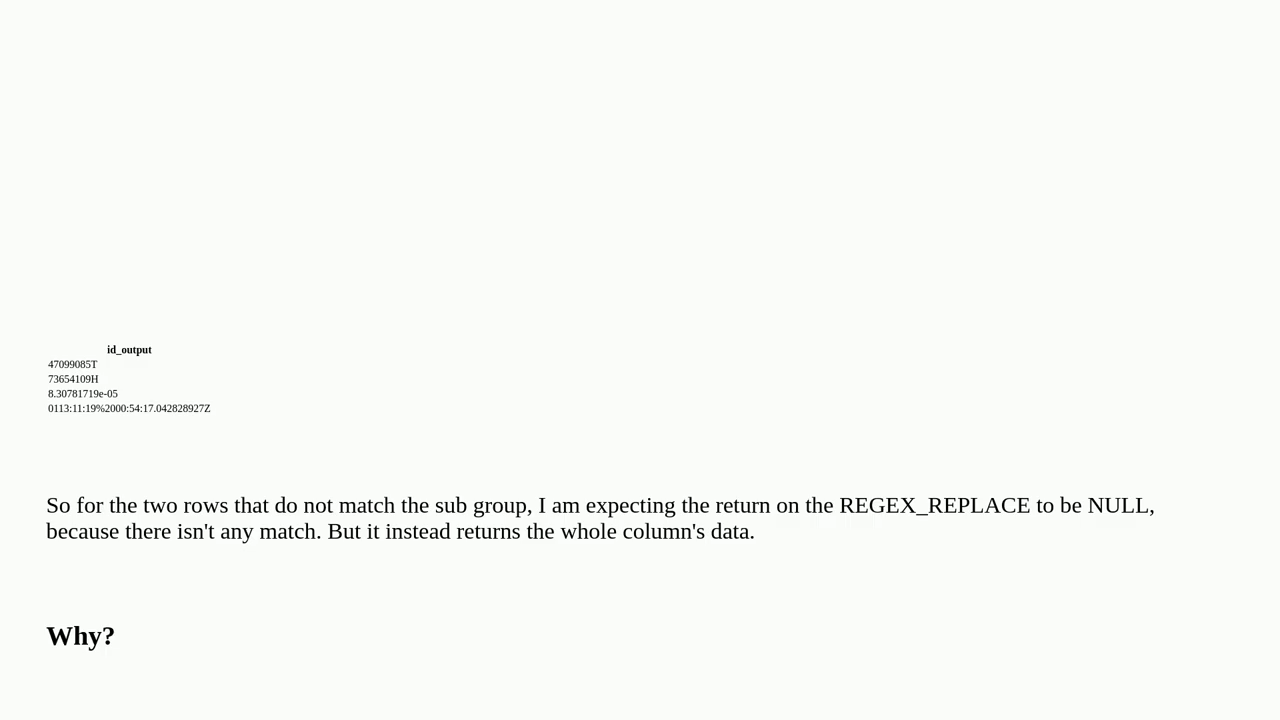 id_output
47099085T
73654109H
8.30781719e-05
0113:11:19%2000:54:17.042828927Z
So for the two rows that do not match the sub group, I am expecting the return on the REGEX_REPLACE to be NULL,
because there isn't any match. But it instead returns the whole column's data.
Why?